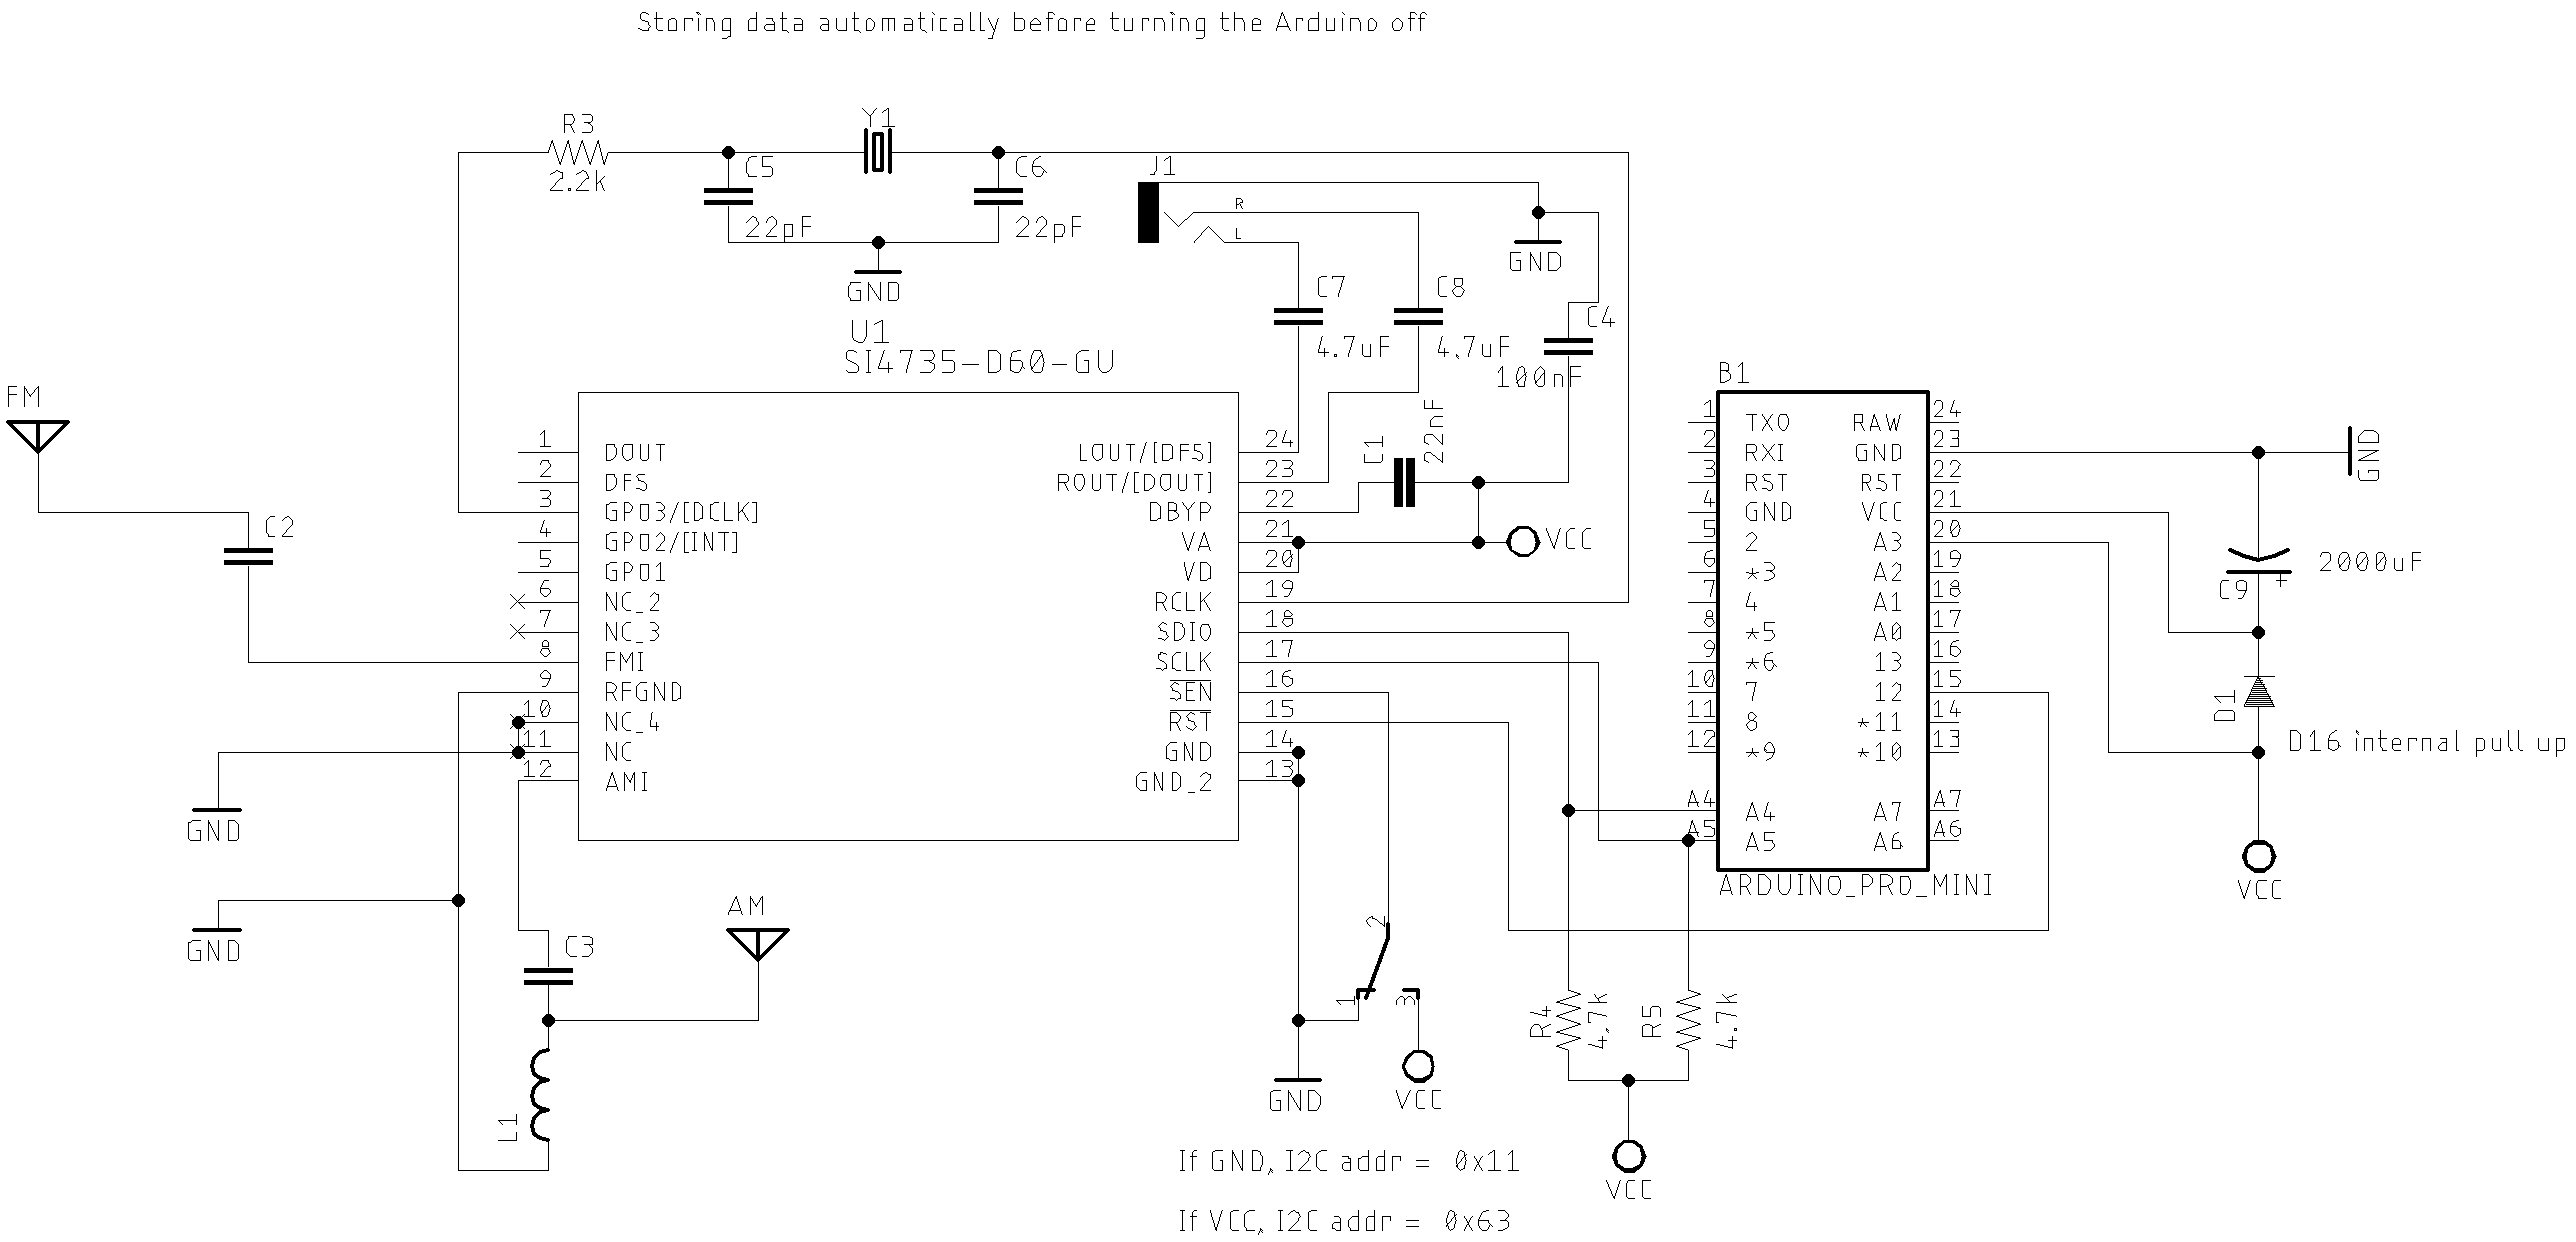 Storing data automatically before turning the Arduino off
R3
2.2k
Y1
C5
22pF
C6
22pF
GND
J1
R
L
GND
C7
4.7uF
C8
4.7uF
C4
100nF
U1
SI4735-D60-GU
FM
C2
1 DOUT
2 DFS
3 GPO3/[DCLK]
4 GPO2/[INT]
5 GPO1
6 NC_2
7 NC_3
8 FMI
9 RFGND
10 NC_4
11 NC
12 AMI
LOUT/[DFS] 24
ROUT/[DOUT] 23
DBYP 22
VA 21
VD 20
RCLK 19
SDIO 18
SCLK 17
SEN 16
RST 15
GND 14
GND_2 13
C1
22nF
VCC
GND
GND
C3
AM
L1
2
1
3
GND
VCC
If GND, I2C addr = 0x11
If VCC, I2C addr = 0x63
R4
4.7k
R5
4.7k
VCC
B1
1 TXO RAW 24
2 RXI GND 23
3 RST RST 22
4 GND VCC 21
5 2 A3 20
6 *3 A2 19
7 4 A1 18
8 *5 A0 17
9 *6 13 16
10 7 12 15
11 8 *11 14
12 *9 *10 13
A4 A4 A7 A7
A5 A5 A6 A6
ARDUINO_PRO_MINI
GND
C9
+
2000uF
D1
D16 internal pull up
VCC